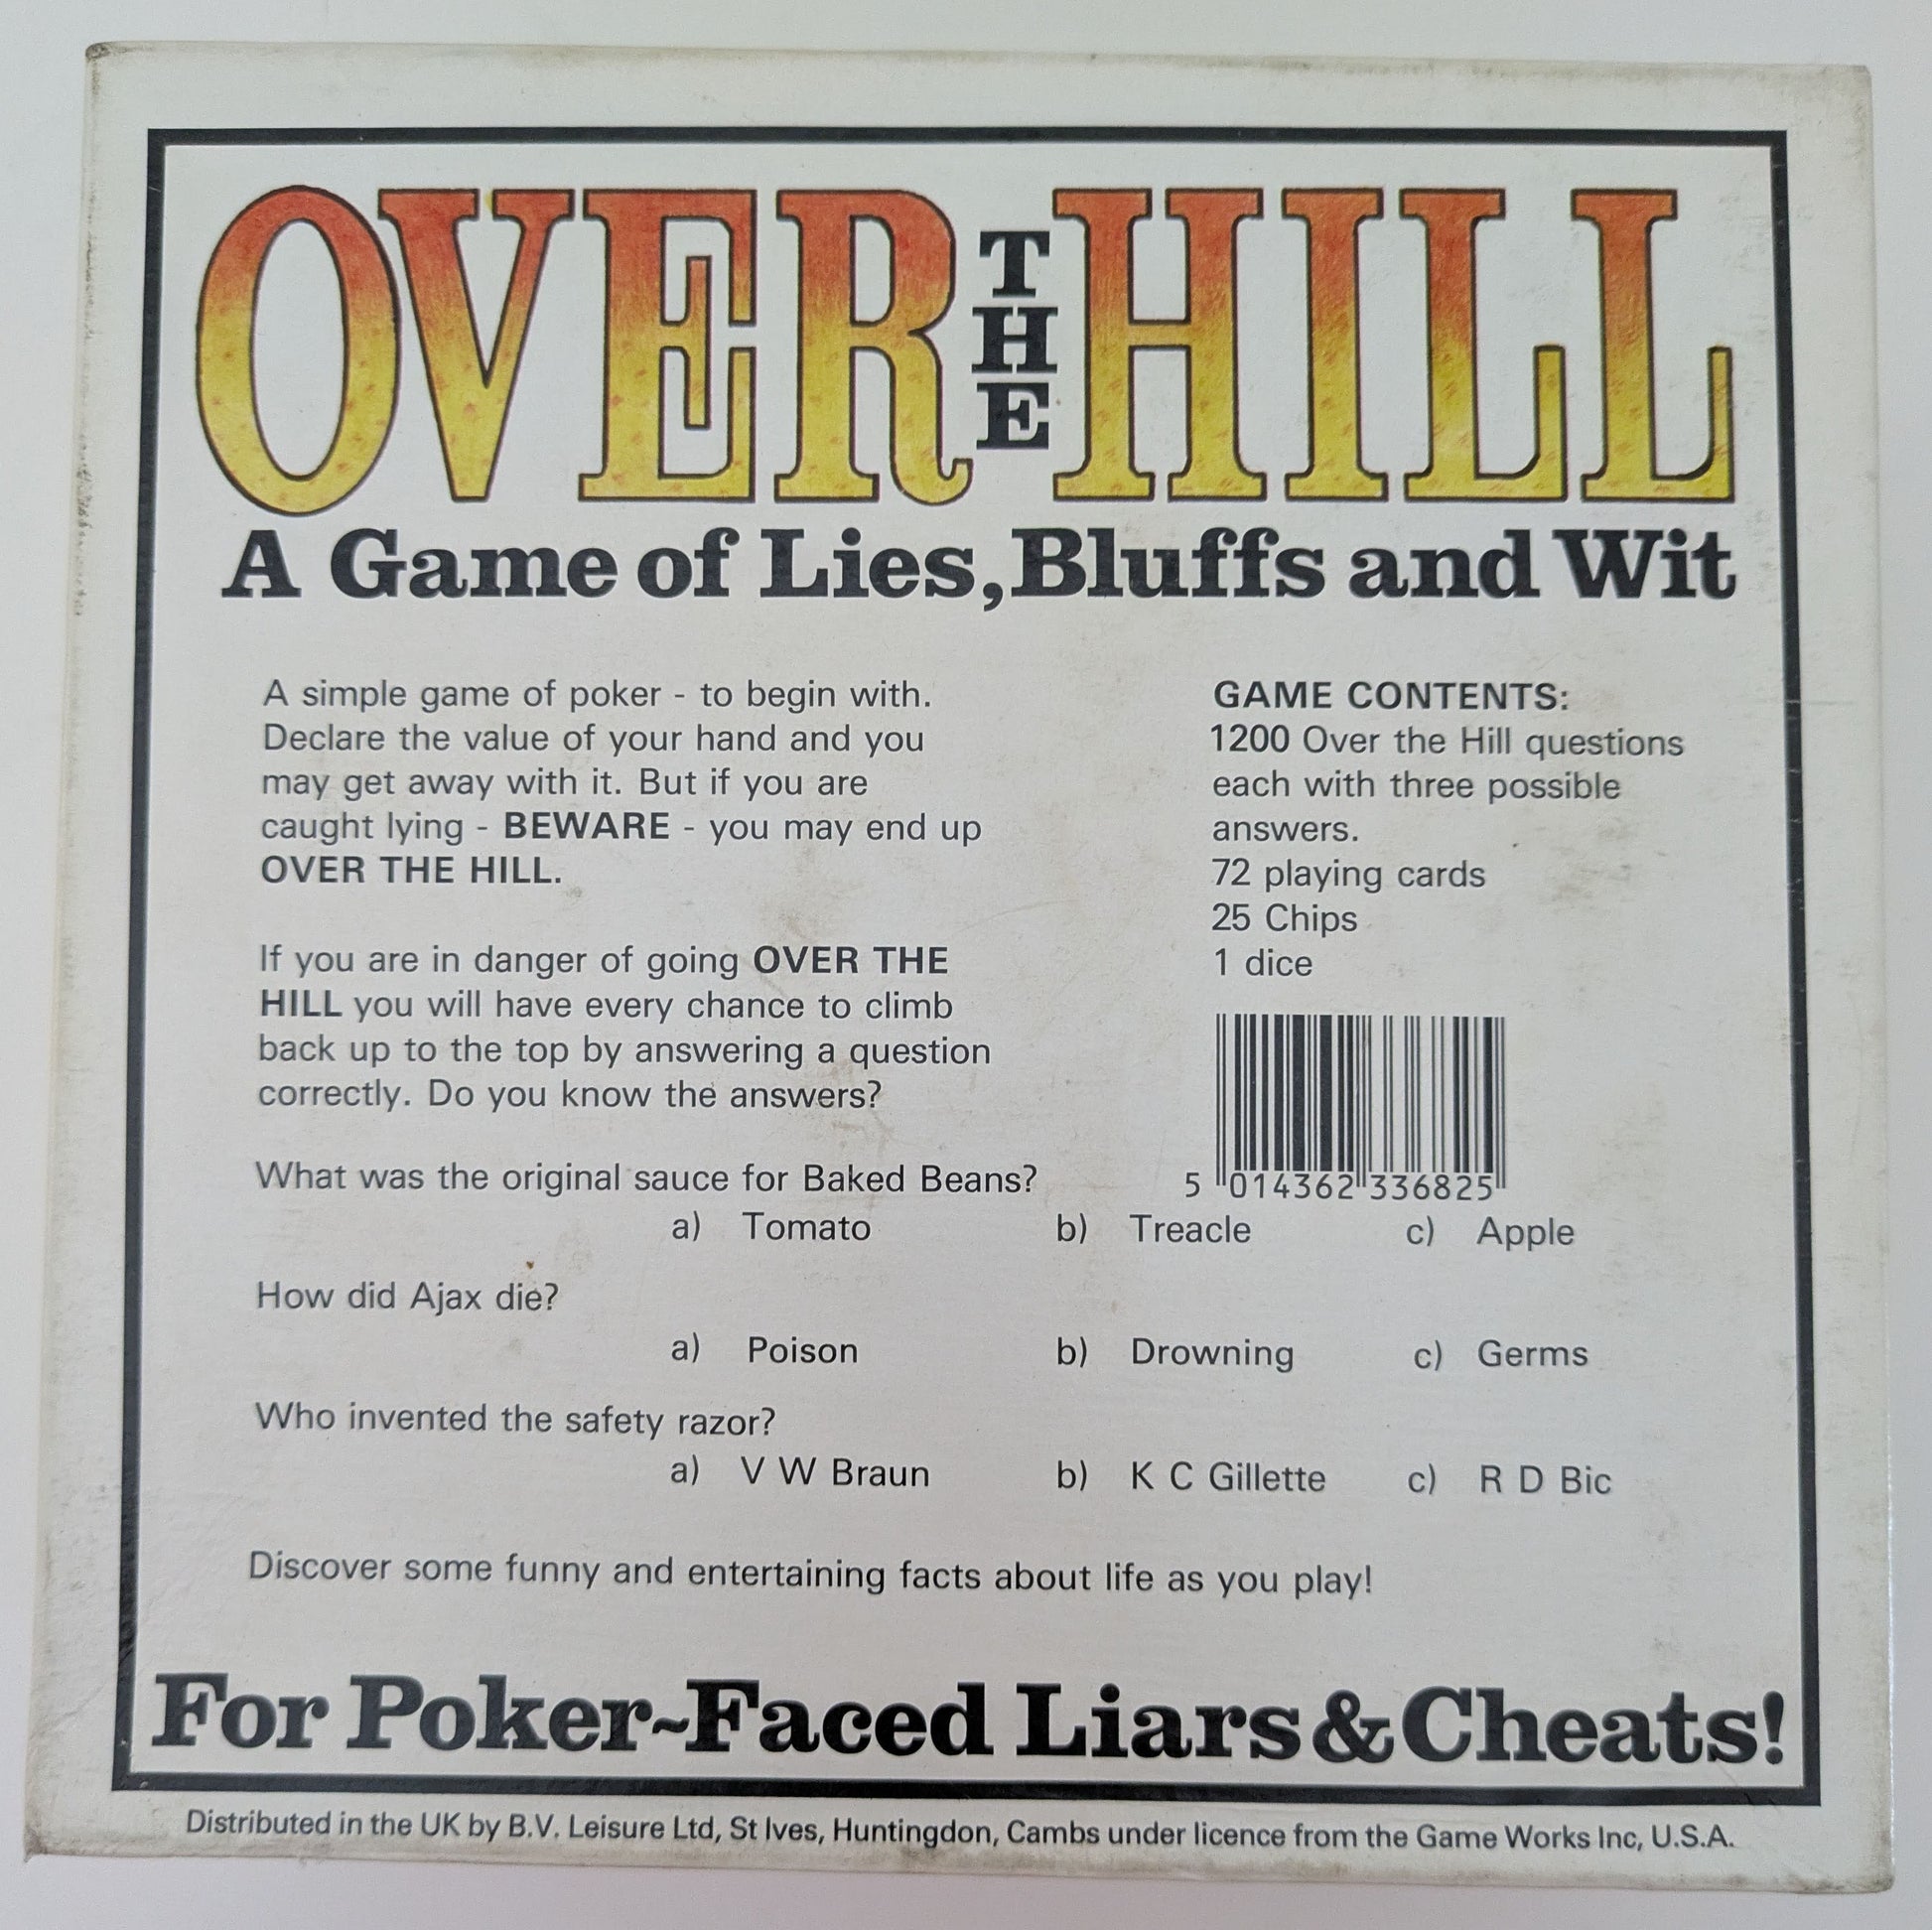 OVER THE HILL
A Game of Lies, Bluffs and Wit
A simple game of poker - to begin with.
Declare the value of your hand and you
may get away with it. But if you are
caught lying - BEWARE - you may end up
OVER THE HILL.
If you are in danger of going OVER THE
HILL you will have every chance to climb
back up to the top by answering a question
correctly. Do you know the answers?
GAME CONTENTS:
1200 Over the Hill questions
each with three possible
answers.
72 playing cards
25 Chips
1 dice
5 014362 336825
What was the original sauce for Baked Beans?
a) Tomato b) Treacle c) Apple
How did Ajax die?
a) Poison b) Drowning c) Germs
Who invented the safety razor?
a) V W Braun b) K C Gillette c) R D Bic
Discover some funny and entertaining facts about life as you play!
For Poker~Faced Liars & Cheats!
Distributed in the UK by B.V. Leisure Ltd, St Ives, Huntingdon, Cambs under licence from the Game Works Inc, U.S.A.